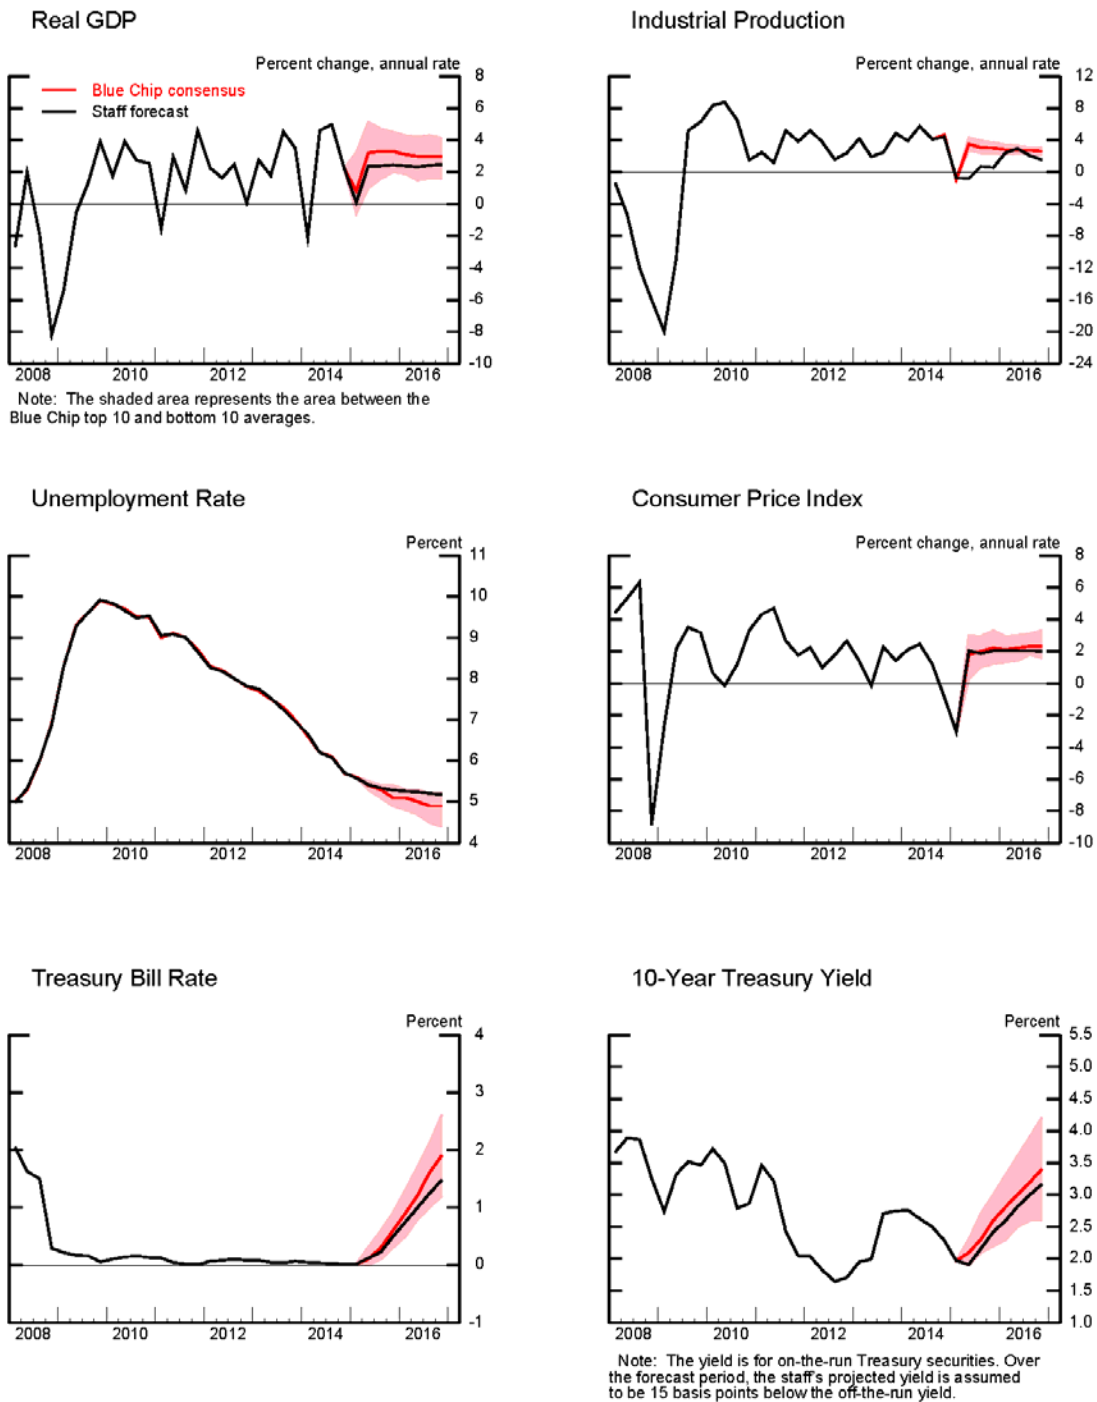 Real GDP
Percent change, annual rate
Blue Chip consensus
Staff forecast
8
6
4
2
0
-2
-4
-6
-8
-10
2008 2010 2012 2014 2016
Note: The shaded area represents the area between the
Blue Chip top 10 and bottom 10 averages.
Industrial Production
Percent change, annual rate
12
8
4
0
-4
-8
-12
-16
-20
-24
2008 2010 2012 2014 2016
Unemployment Rate
Percent
11
10
9
8
7
6
5
4
2008 2010 2012 2014 2016
Consumer Price Index
Percent change, annual rate
8
6
4
2
0
-2
-4
-6
-8
-10
2008 2010 2012 2014 2016
Treasury Bill Rate
Percent
4
3
2
1
0
-1
2008 2010 2012 2014 2016
10-Year Treasury Yield
Percent
5.5
5.0
4.5
4.0
3.5
3.0
2.5
2.0
1.5
1.0
2008 2010 2012 2014 2016
Note: The yield is for on-the-run Treasury securities. Over
the forecast period, the staff's projected yield is assumed
to be 15 basis points below the off-the-run yield.